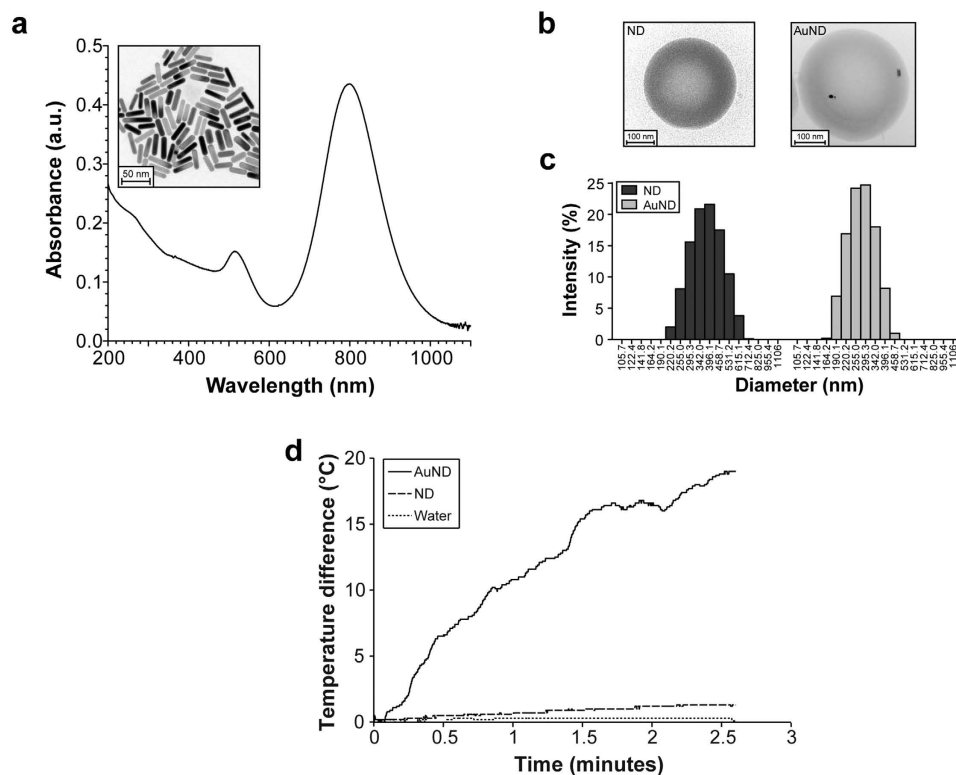 a
Absorbance (a.u.)
0.5
0.4
0.3
0.2
0.1
0.0
50 nm
200 400 600 800 1000
Wavelength (nm)
b
ND
100 nm
AuND
100 nm
c
Intensity (%)
25
20
15
10
5
0
ND
AuND
105.7
122.4
141.8
164.2
190.1
220.2
255.0
295.3
342.0
396.1
458.7
531.2
615.1
712.4
825.0
955.4
1106
105.7
122.4
141.8
164.2
190.1
220.2
255.0
295.3
342.0
396.1
458.7
531.2
615.1
712.4
825.0
955.4
1106
Diameter (nm)
d
Temperature difference (°C)
20
15
10
5
0
AuND
ND
Water
0 0.5 1 1.5 2 2.5 3
Time (minutes)